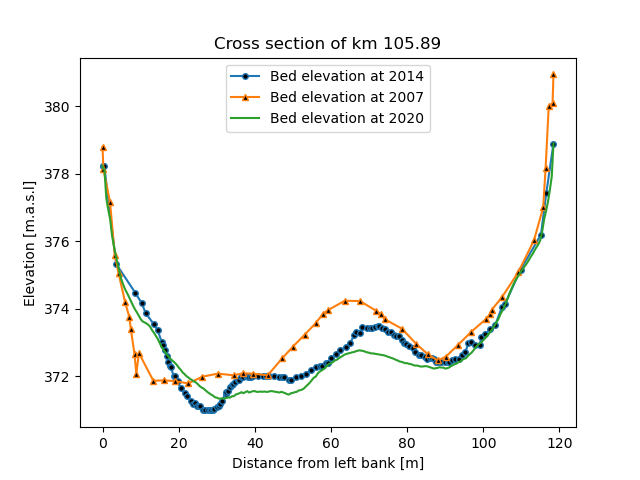 Cross section of km 105.89
Bed elevation at 2014
Bed elevation at 2007
Bed elevation at 2020
Elevation [m.a.s.l]
380
378
376
374
372
0 20 40 60 80 100 120
Distance from left bank [m]